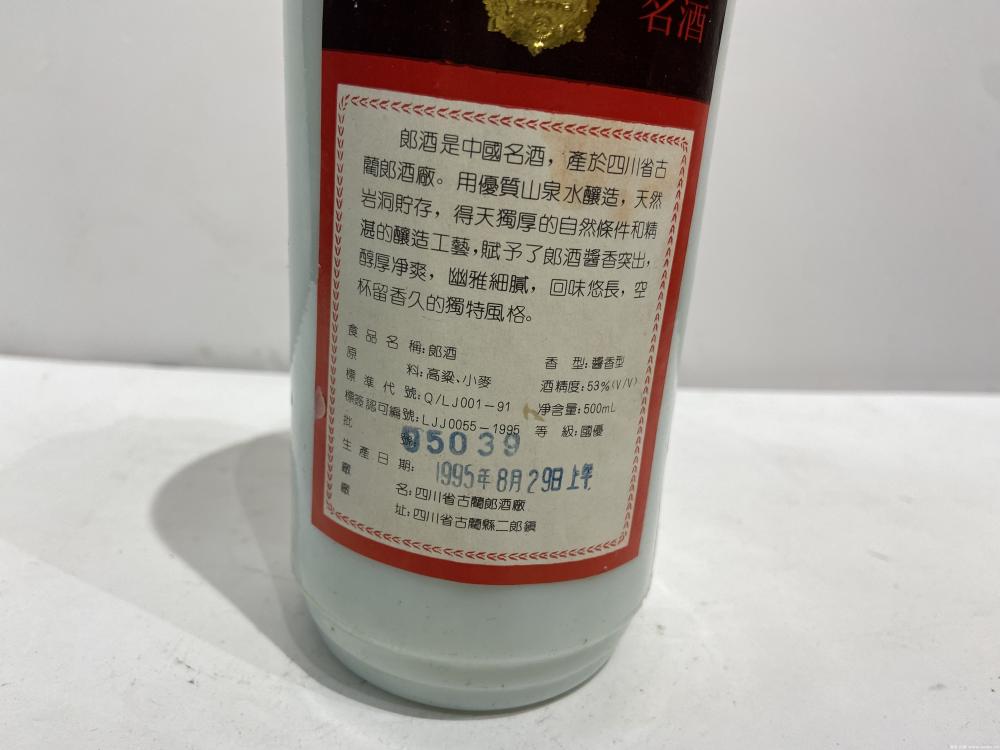 名酒
郎酒是中國名酒，產於四川省古
藺郎酒廠。用優質山泉水釀造，天然
岩洞貯存，得天獨厚的自然條件和精
湛的釀造工藝，賦予了郎酒醬香突出，
醇厚凈爽，幽雅細膩，回味悠長，空
杯留香久的獨特風格。
食品名稱：郎酒 香型：醬香型
原料：高粱、小麥 酒精度：53%（V/V）
標準代號：Q/LJ001－91 凈含量：500mL
標簽認可編號：LJJ0055－1995 等級：國優
批號：95039
生產日期：1995年8月29日上午
廠名：四川省古藺郎酒廠
廠址：四川省古藺縣二郎鎮